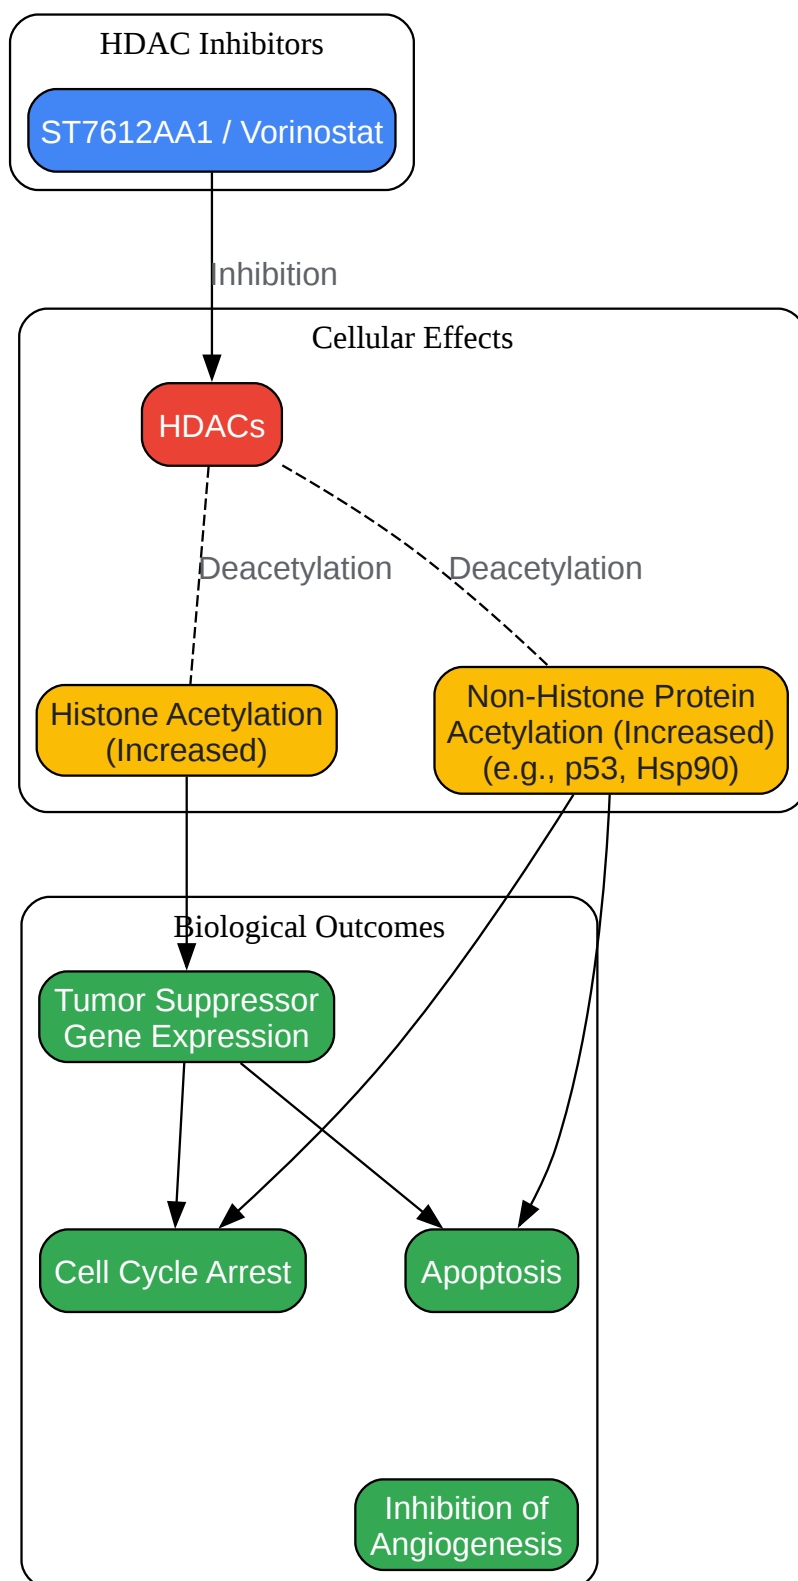 HDAC Inhibitors
ST7612AA1 / Vorinostat
Inhibition
Cellular Effects
HDACs
Deacetylation
Deacetylation
Histone Acetylation
(Increased)
Non-Histone Protein
Acetylation (Increased)
(e.g., p53, Hsp90)
Biological Outcomes
Tumor Suppressor
Gene Expression
Cell Cycle Arrest
Apoptosis
Inhibition of
Angiogenesis